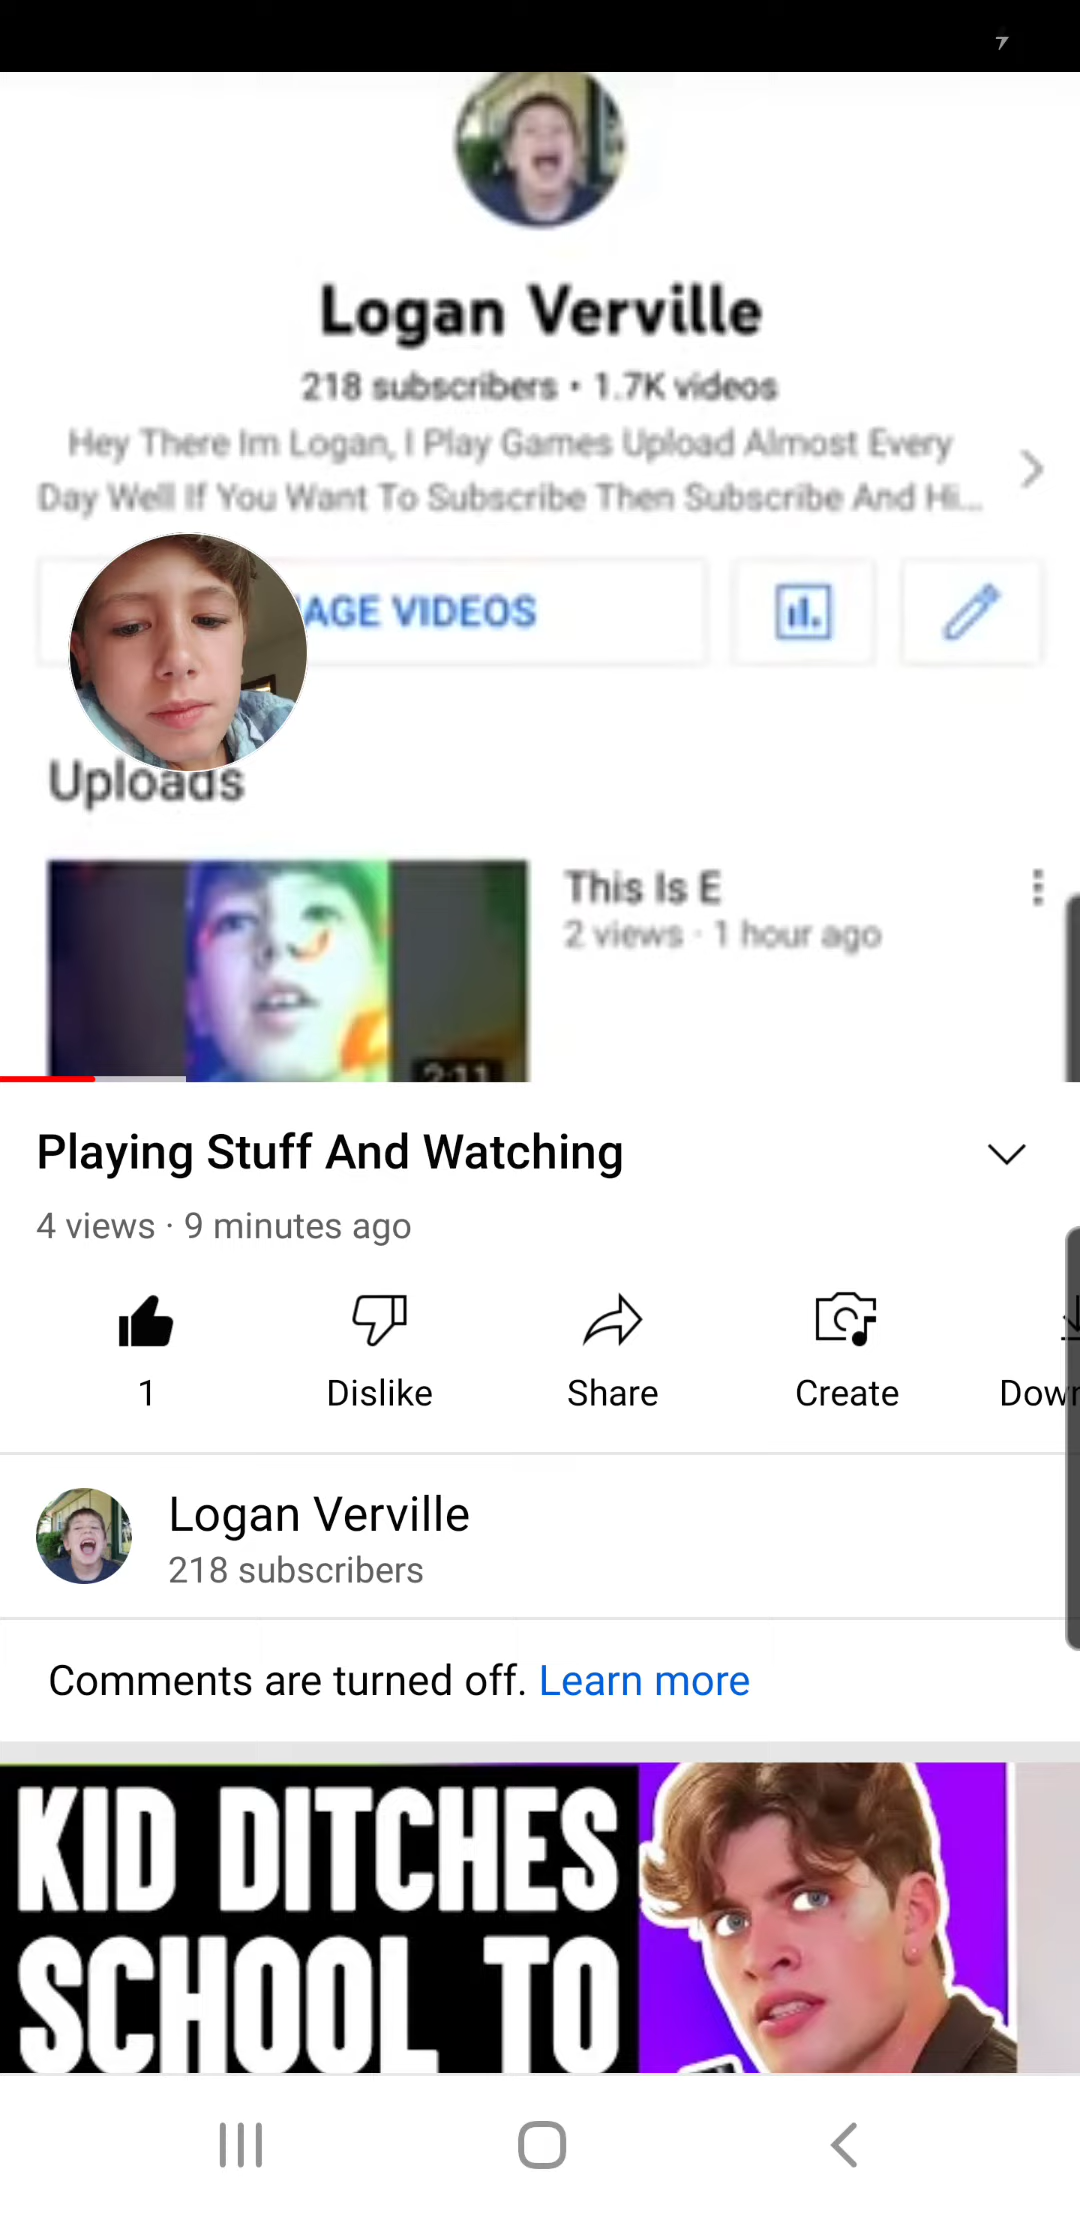 Logan Verville
218 subscribers • 1.7K videos
Hey There Im Logan, I Play Games Upload Almost Every
Day Well If You Want To Subscribe Then Subscribe And Hi...
AGE VIDEOS
Uploads
This Is E
2 views · 1 hour ago
2:11
Playing Stuff And Watching
4 views · 9 minutes ago
1
Dislike
Share
Create
Dow
Logan Verville
218 subscribers
Comments are turned off. Learn more
KID DITCHES
SCHOOL TO